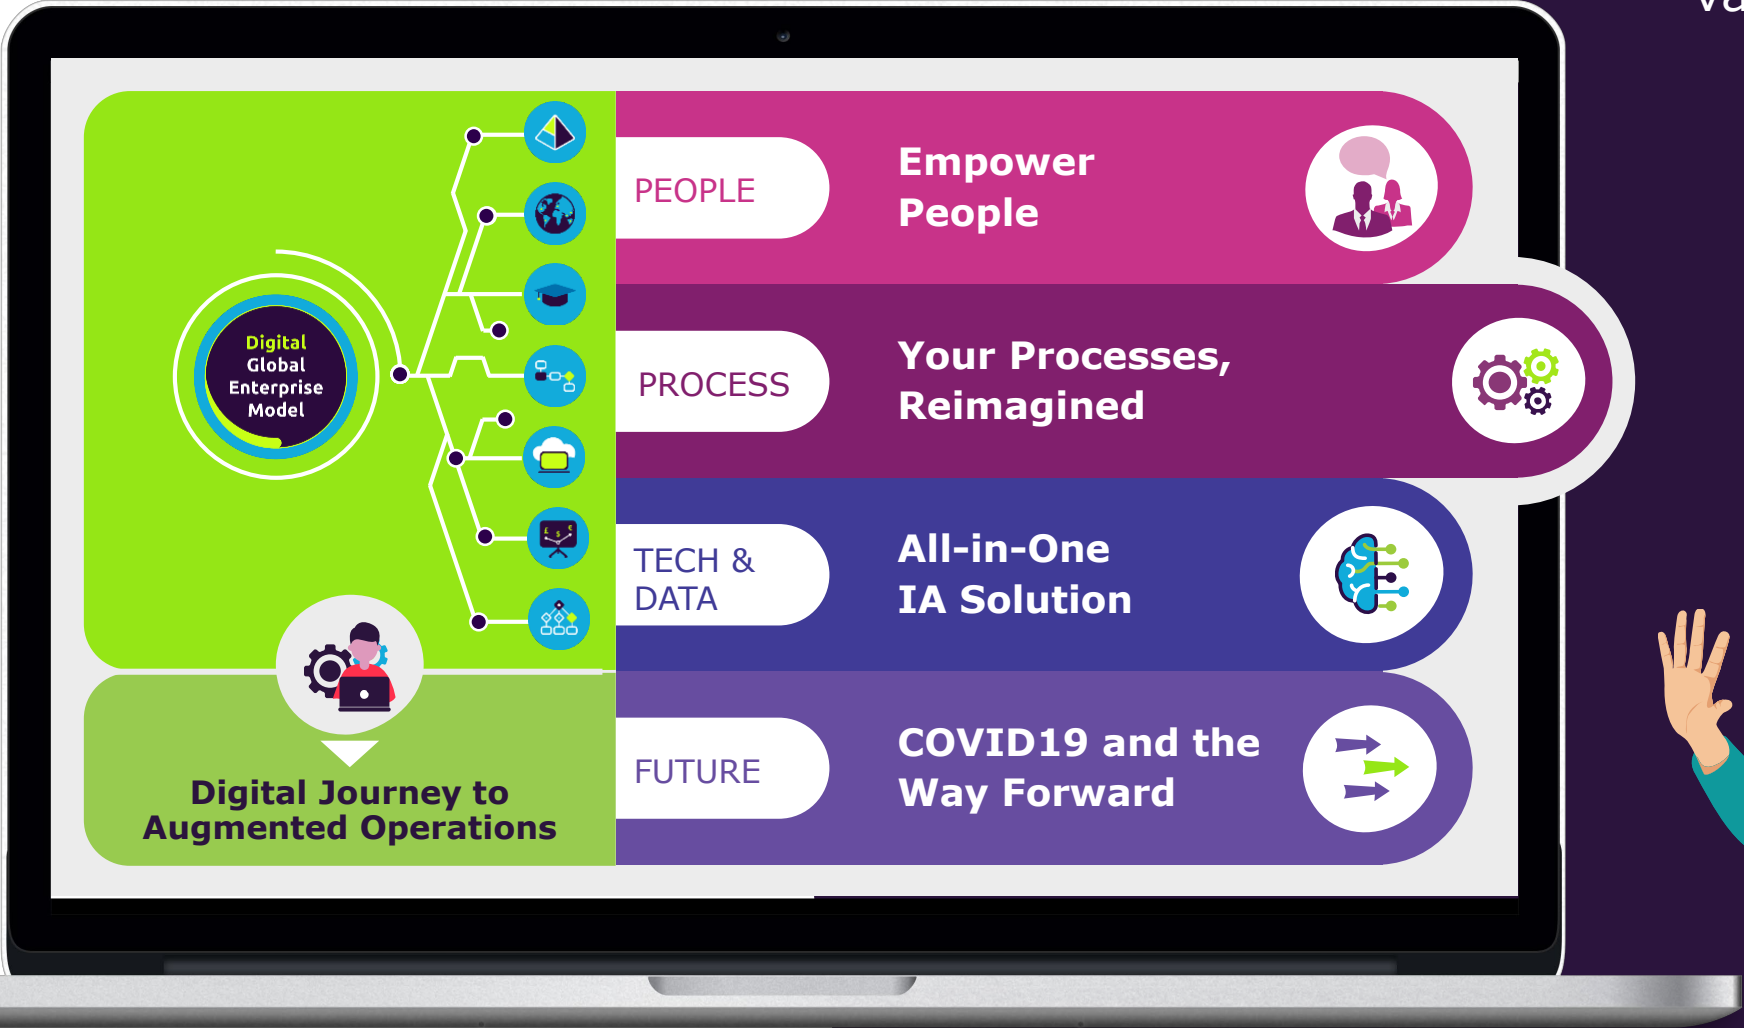 Digital
Global
Enterprise
Model
Digital Journey to
Augmented Operations
PEOPLE
Empower
People
PROCESS
Your Processes,
Reimagined
TECH &
DATA
All-in-One
IA Solution
FUTURE
COVID19 and the
Way Forward